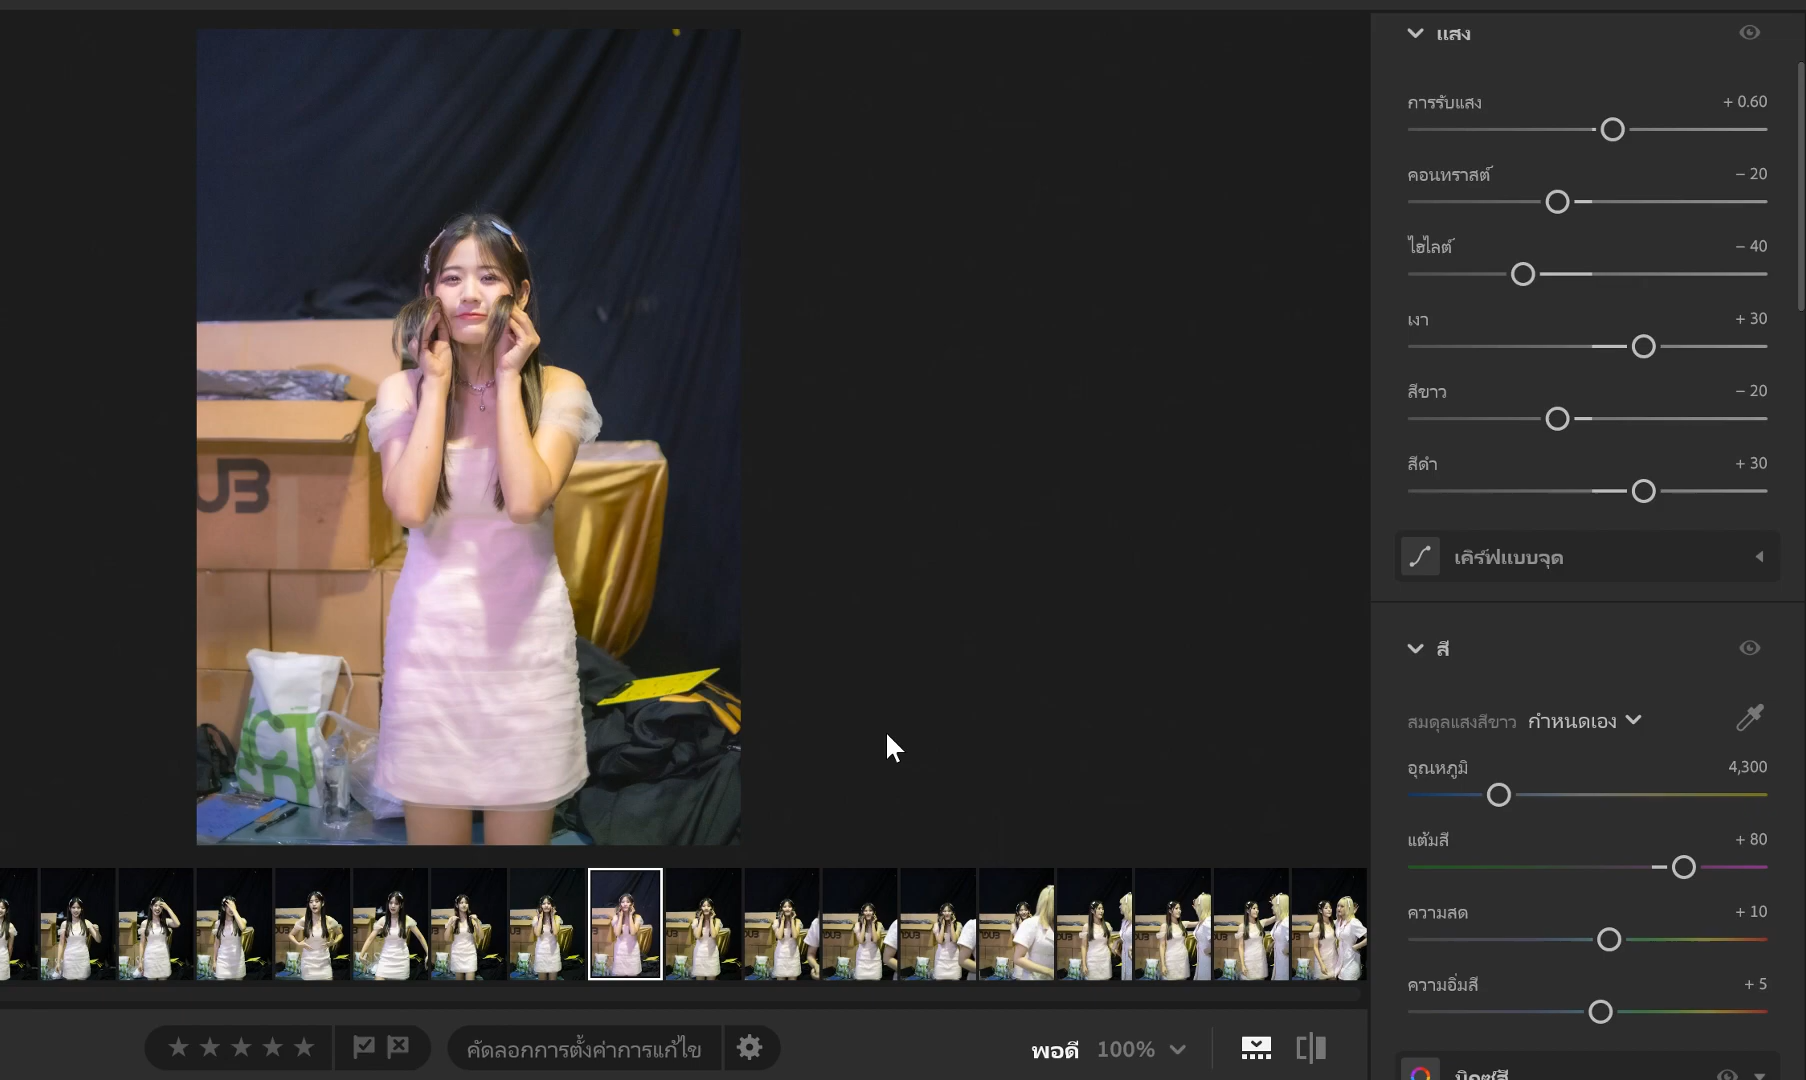 แสง
การรับแสง + 0.60
คอนทราสต์ − 20
ไฮไลต์ − 40
เงา + 30
สีขาว − 20
สีดำ + 30
เคิร์ฟแบบจุด
สี
สมดุลแสงสีขาว กำหนดเอง
อุณหภูมิ 4,300
แต้มสี + 80
ความสด + 10
ความอิ่มสี + 5
มิกซ์สี
คัดลอกการตั้งค่าการแก้ไข
พอดี 100%